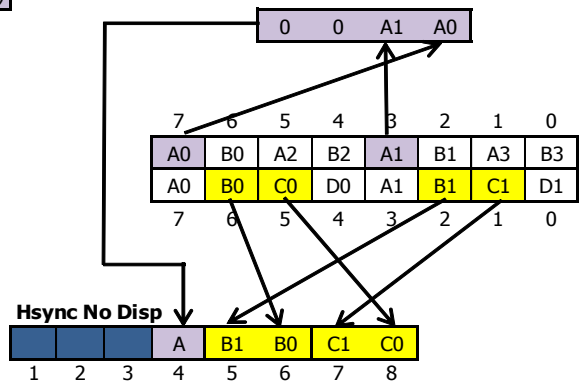 0 0 A1 A0
7 6 5 4 3 2 1 0
A0 B0 A2 B2 A1 B1 A3 B3
A0 B0 C0 D0 A1 B1 C1 D1
7 6 5 4 3 2 1 0
Hsync No Disp
A B1 B0 C1 C0
1 2 3 4 5 6 7 8